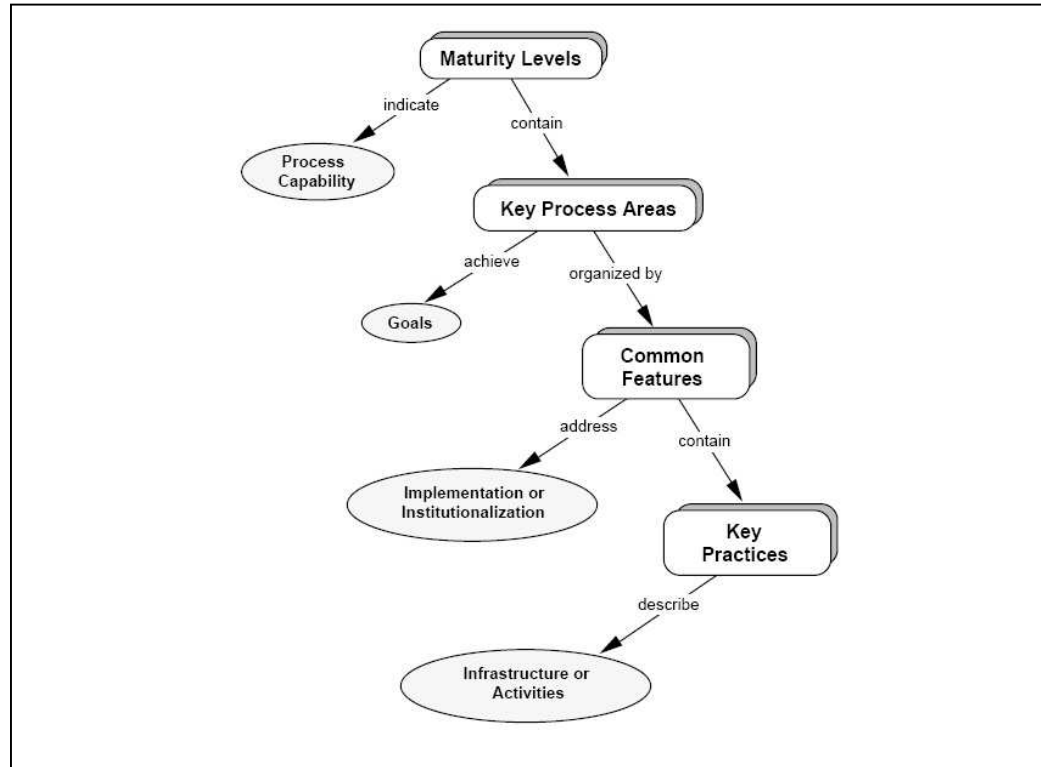 Maturity Levels
indicate
contain
Process
Capability
Key Process Areas
achieve
organized by
Goals
Common
Features
address
contain
Implementation or
Institutionalization
Key
Practices
describe
Infrastructure or
Activities